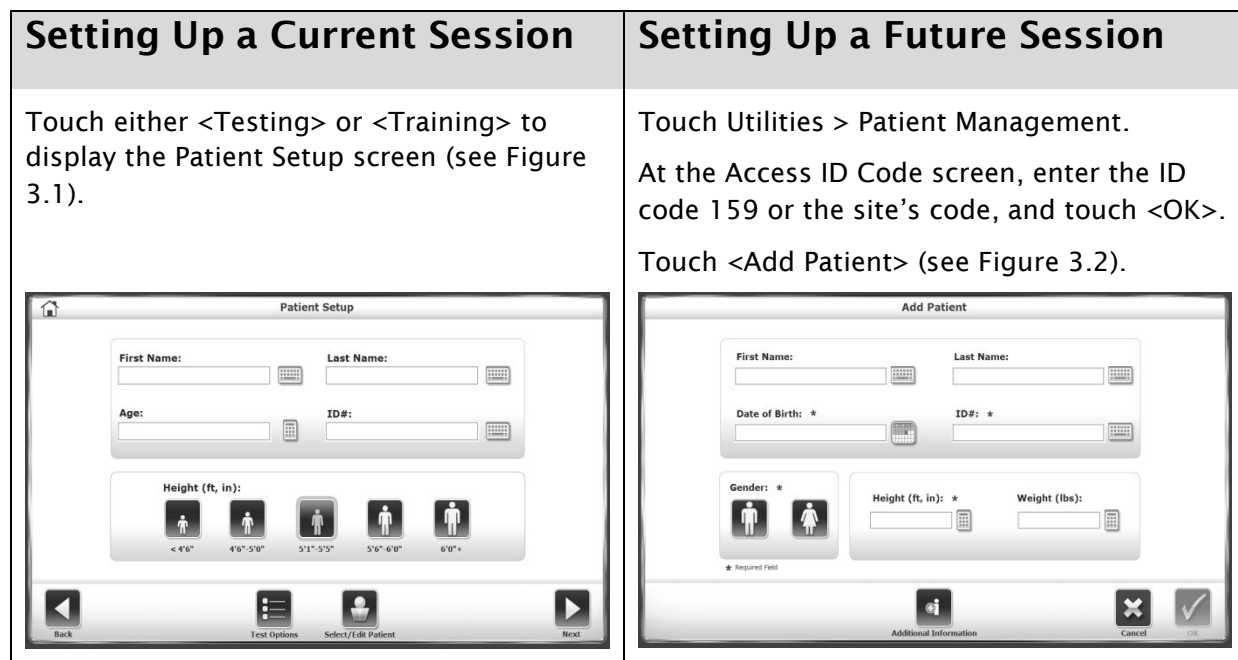 Setting Up a Current Session
Touch either <Testing> or <Training> to
display the Patient Setup screen (see Figure
3.1).
Patient Setup
First Name:
Last Name:
Age:
ID#:
Height (ft, in):
< 4'6"
4'6"-5'0"
5'1"-5'5"
5'6"-6'0"
6'0"+
Back
Test Options
Select/Edit Patient
Next
Setting Up a Future Session
Touch Utilities > Patient Management.
At the Access ID Code screen, enter the ID
code 159 or the site’s code, and touch <OK>.
Touch <Add Patient> (see Figure 3.2).
Add Patient
First Name:
Last Name:
Date of Birth: *
ID#: *
Gender: *
Height (ft, in): *
Weight (lbs):
* Required Field
Additional Information
Cancel
OK